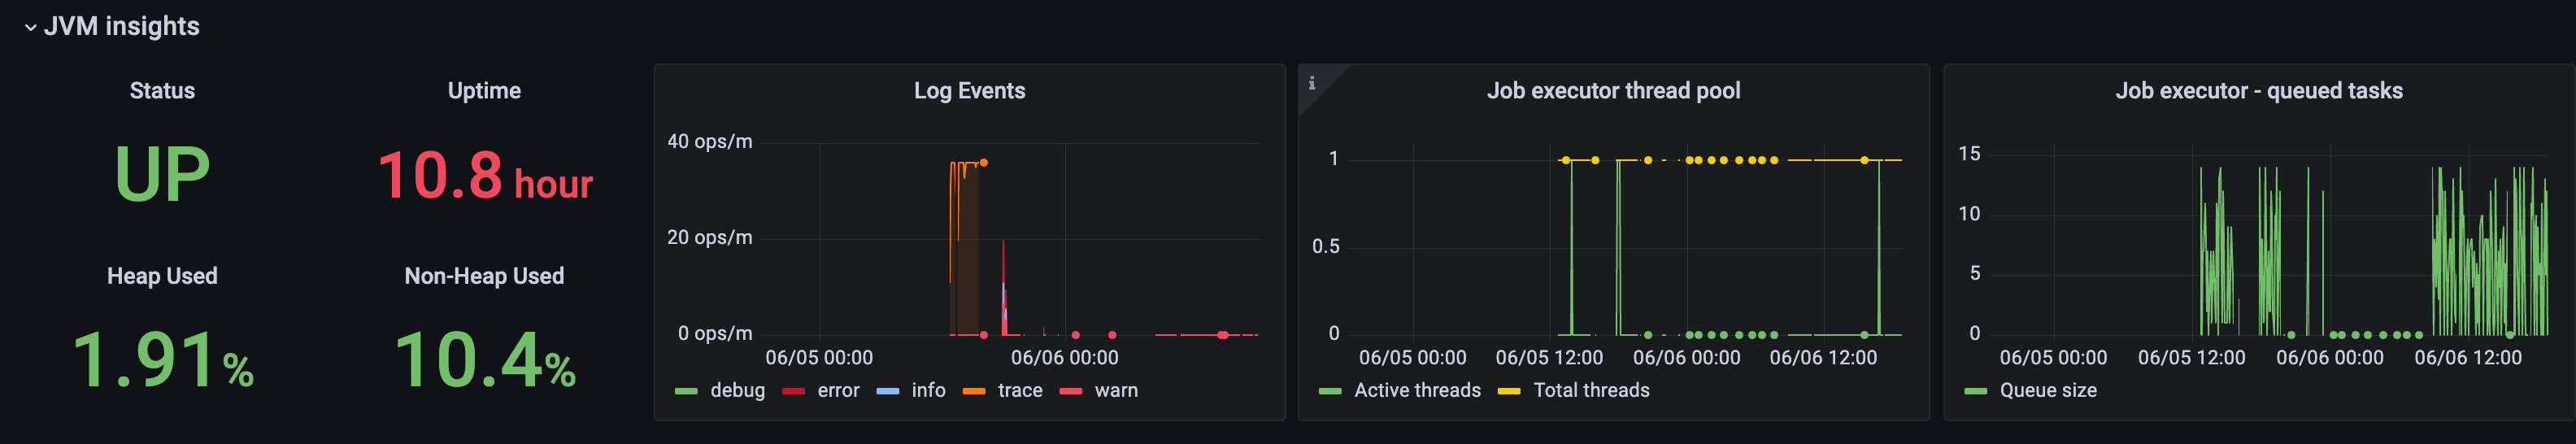 JVM insights
Status
UP
Uptime
10.8 hour
Heap Used
1.91%
Non-Heap Used
10.4%
Log Events
40 ops/m
20 ops/m
0 ops/m
06/05 00:00 06/06 00:00
debug error info trace warn
i
Job executor thread pool
1
0.5
0
06/05 00:00 06/05 12:00 06/06 00:00 06/06 12:00
Active threads Total threads
Job executor - queued tasks
15
10
5
0
06/05 00:00 06/05 12:00 06/06 00:00 06/06 12:00
Queue size